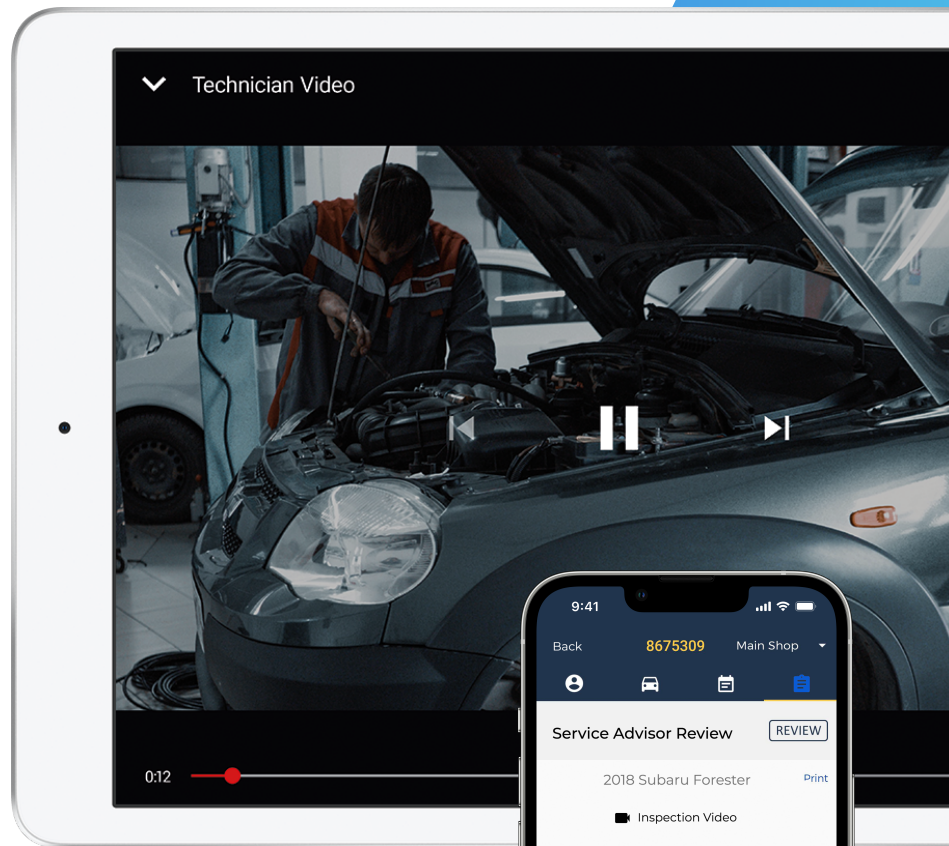 Technician Video
9:41
Back 8675309 Main Shop
Service Advisor Review REVIEW
0:12
2018 Subaru Forester Print
Inspection Video